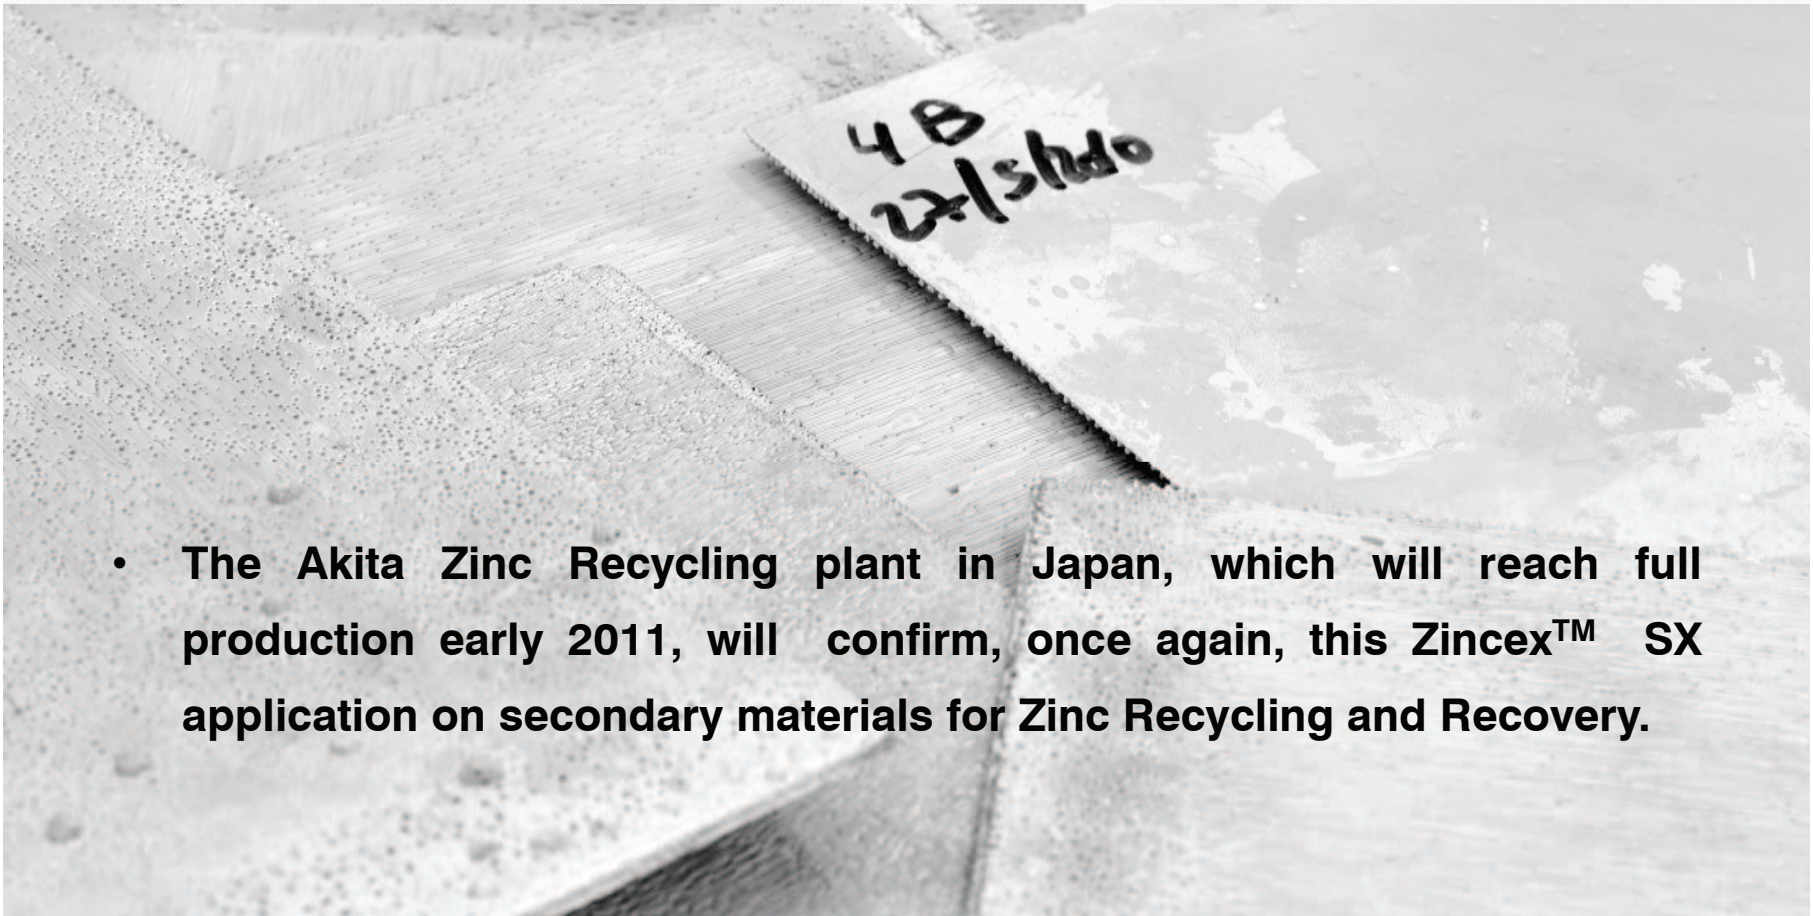 4 B
• The Akita Zinc Recycling plant in Japan, which will reach full
production early 2011, will confirm, once again, this Zincex™ SX
application on secondary materials for Zinc Recycling and Recovery.